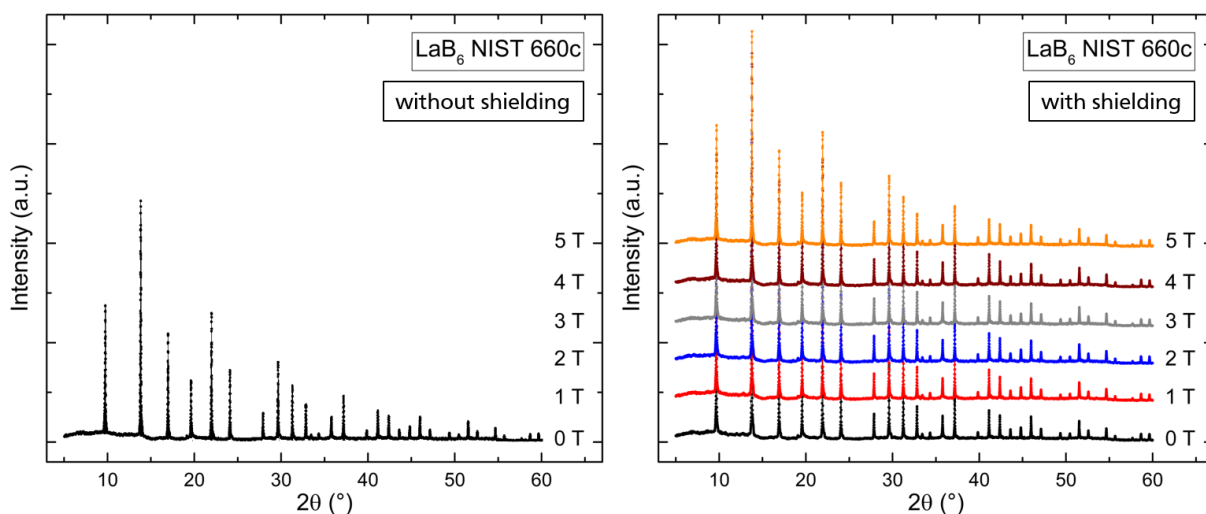 LaB₆ NIST 660c
without shielding
Intensity (a.u.)
5 T
4 T
3 T
2 T
1 T
0 T
10 20 30 40 50 60
2θ (°)
LaB₆ NIST 660c
with shielding
Intensity (a.u.)
5 T
4 T
3 T
2 T
1 T
0 T
10 20 30 40 50 60
2θ (°)